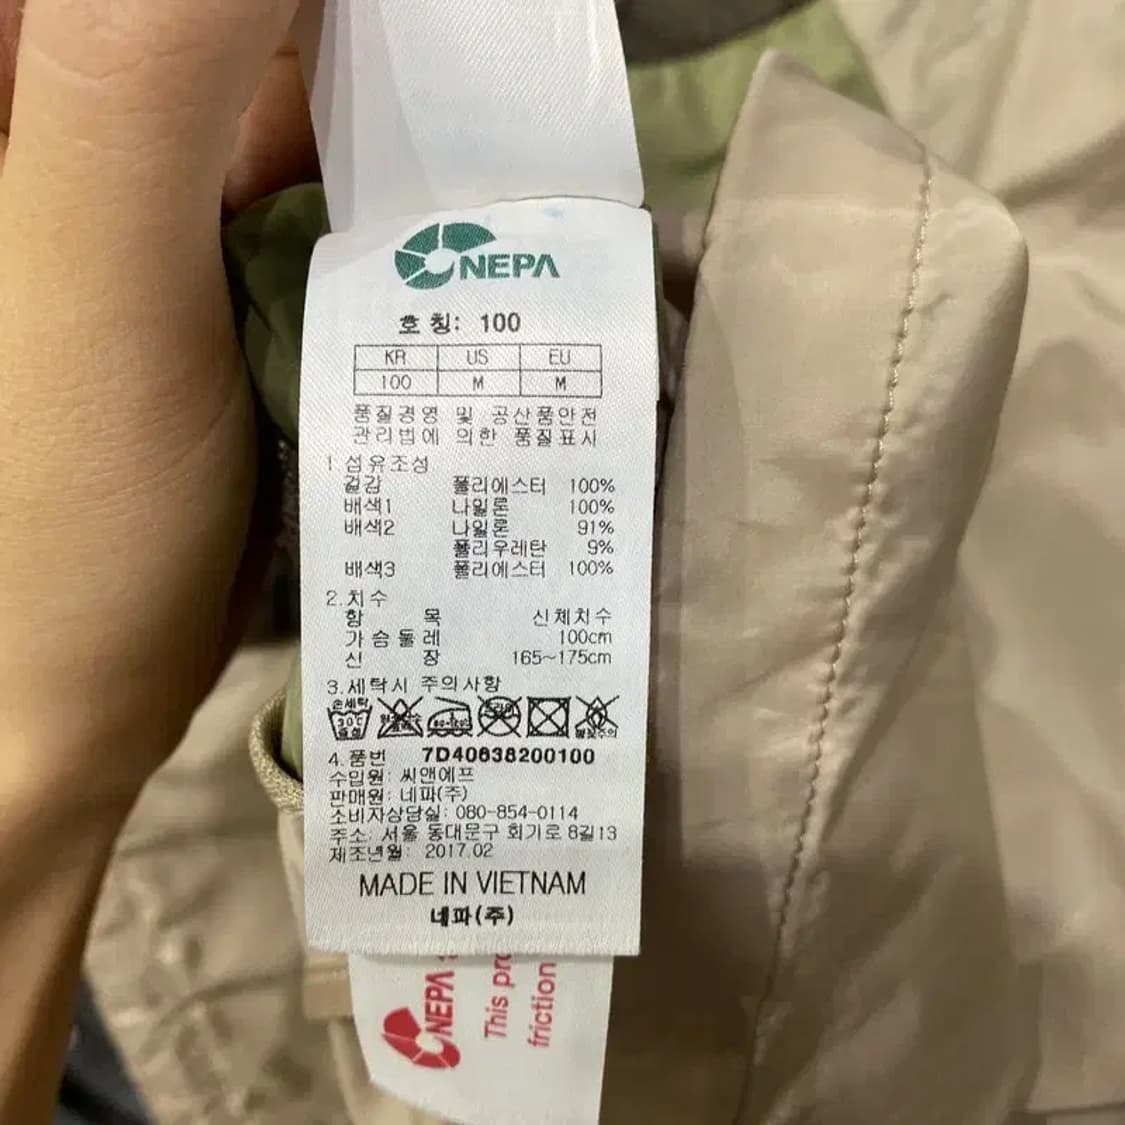 NEPA
호 칭: 100
KR US EU
100 M M
품질경영 및 공산품안전
관리법에 의한 품질표시
1 섬유조성
겉감 폴리에스터 100%
배색1 나일론 100%
배색2 나일론 91%
폴리우레탄 9%
배색3 폴리에스터 100%
2.치수
항 목 신체치수
가슴둘레 100cm
신 장 165~175cm
3.세탁시 주의사항
손세탁
30℃
4.품번 7D40638200100
수입원: 씨앤에프
판매원: 네파(주)
소비자상담실: 080-854-0114
주소: 서울 동대문구 회기로 8길13
제조년월: 2017.02
MADE IN VIETNAM
네파(주)
NEPA
This
friction